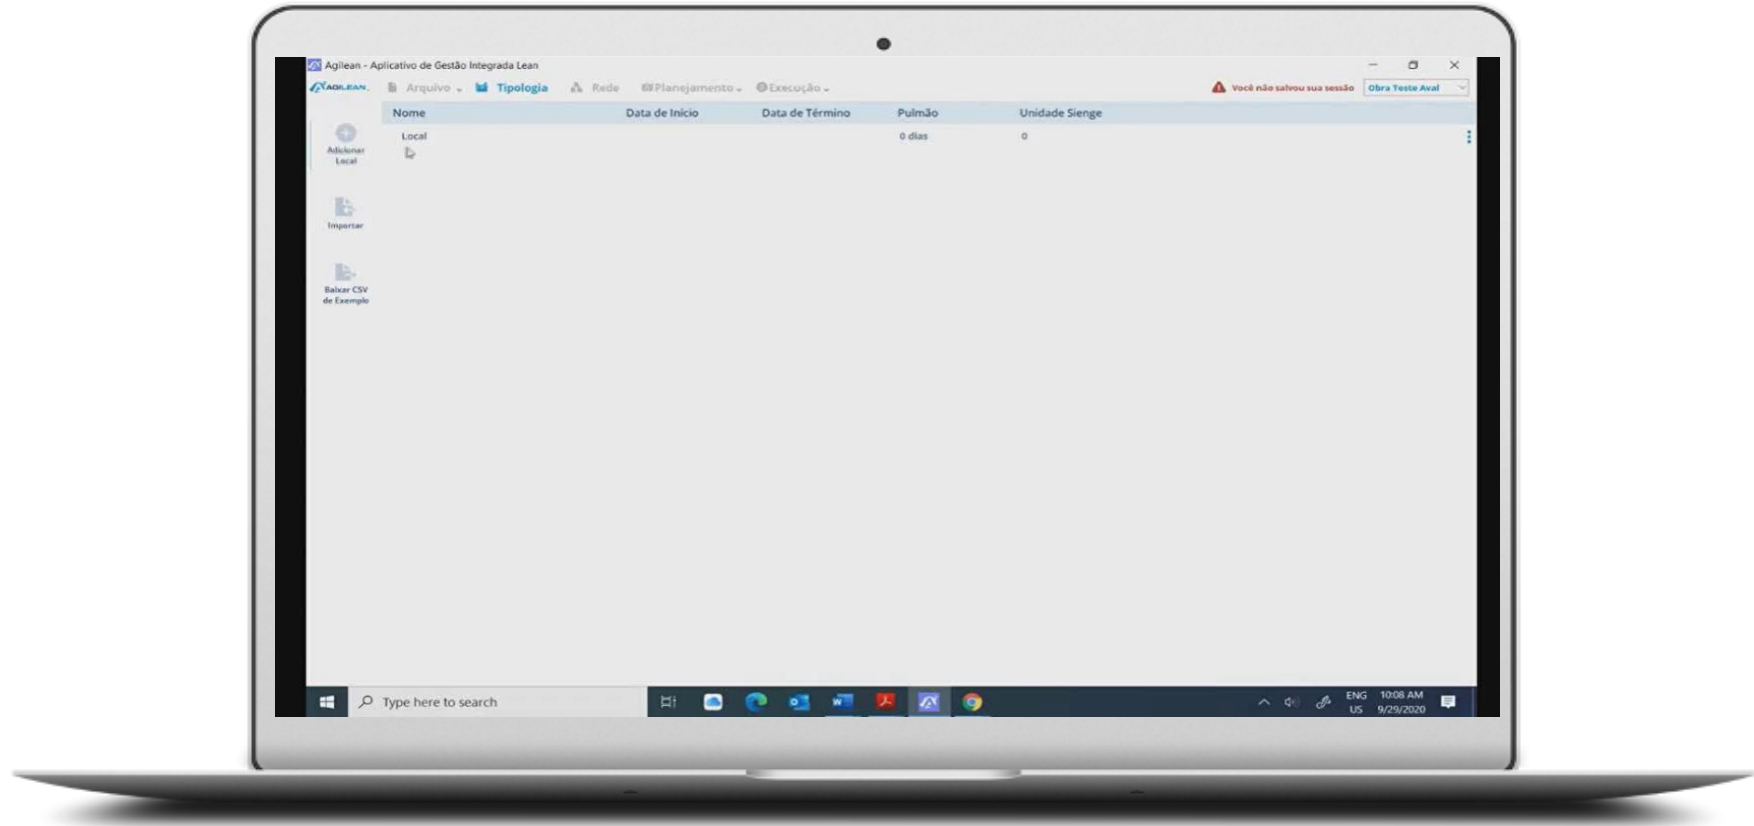 Agilean - Aplicativo de Gestão Integrada Lean
AGILEAN. Arquivo Tipologia Rede Planejamento Execução Você não salvou sua sessão Obra Teste Aval
Nome Data de Início Data de Término Pulmão Unidade Sienge
Local 0 dias 0
Adicionar
Local
Importar
Baixar CSV
de Exemplo
Type here to search ENG 10:08 AM
US 9/29/2020